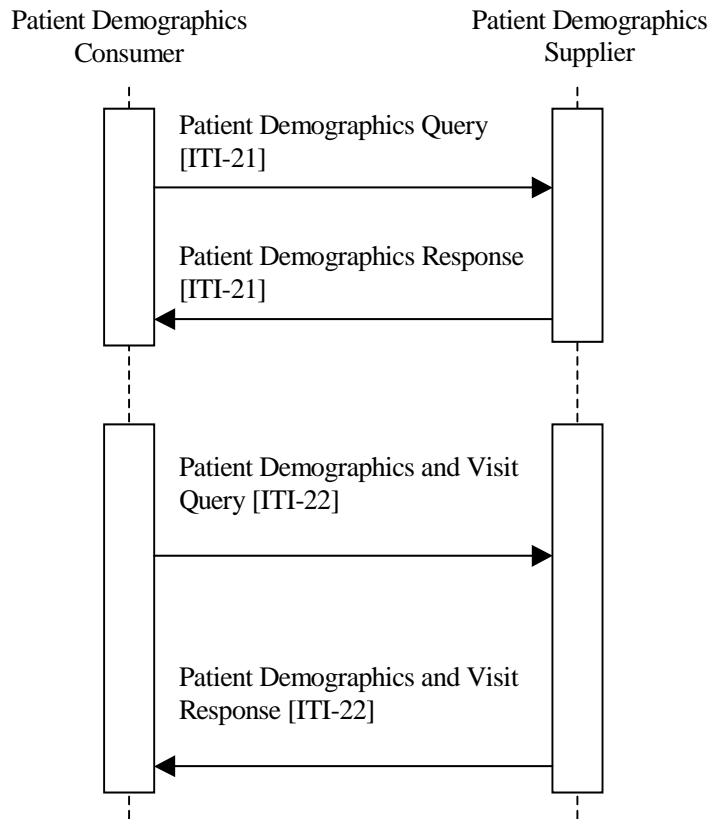 Patient Demographics
Consumer
Patient Demographics
Supplier
Patient Demographics Query
[ITI-21]
Patient Demographics Response
[ITI-21]
Patient Demographics and Visit
Query [ITI-22]
Patient Demographics and Visit
Response [ITI-22]